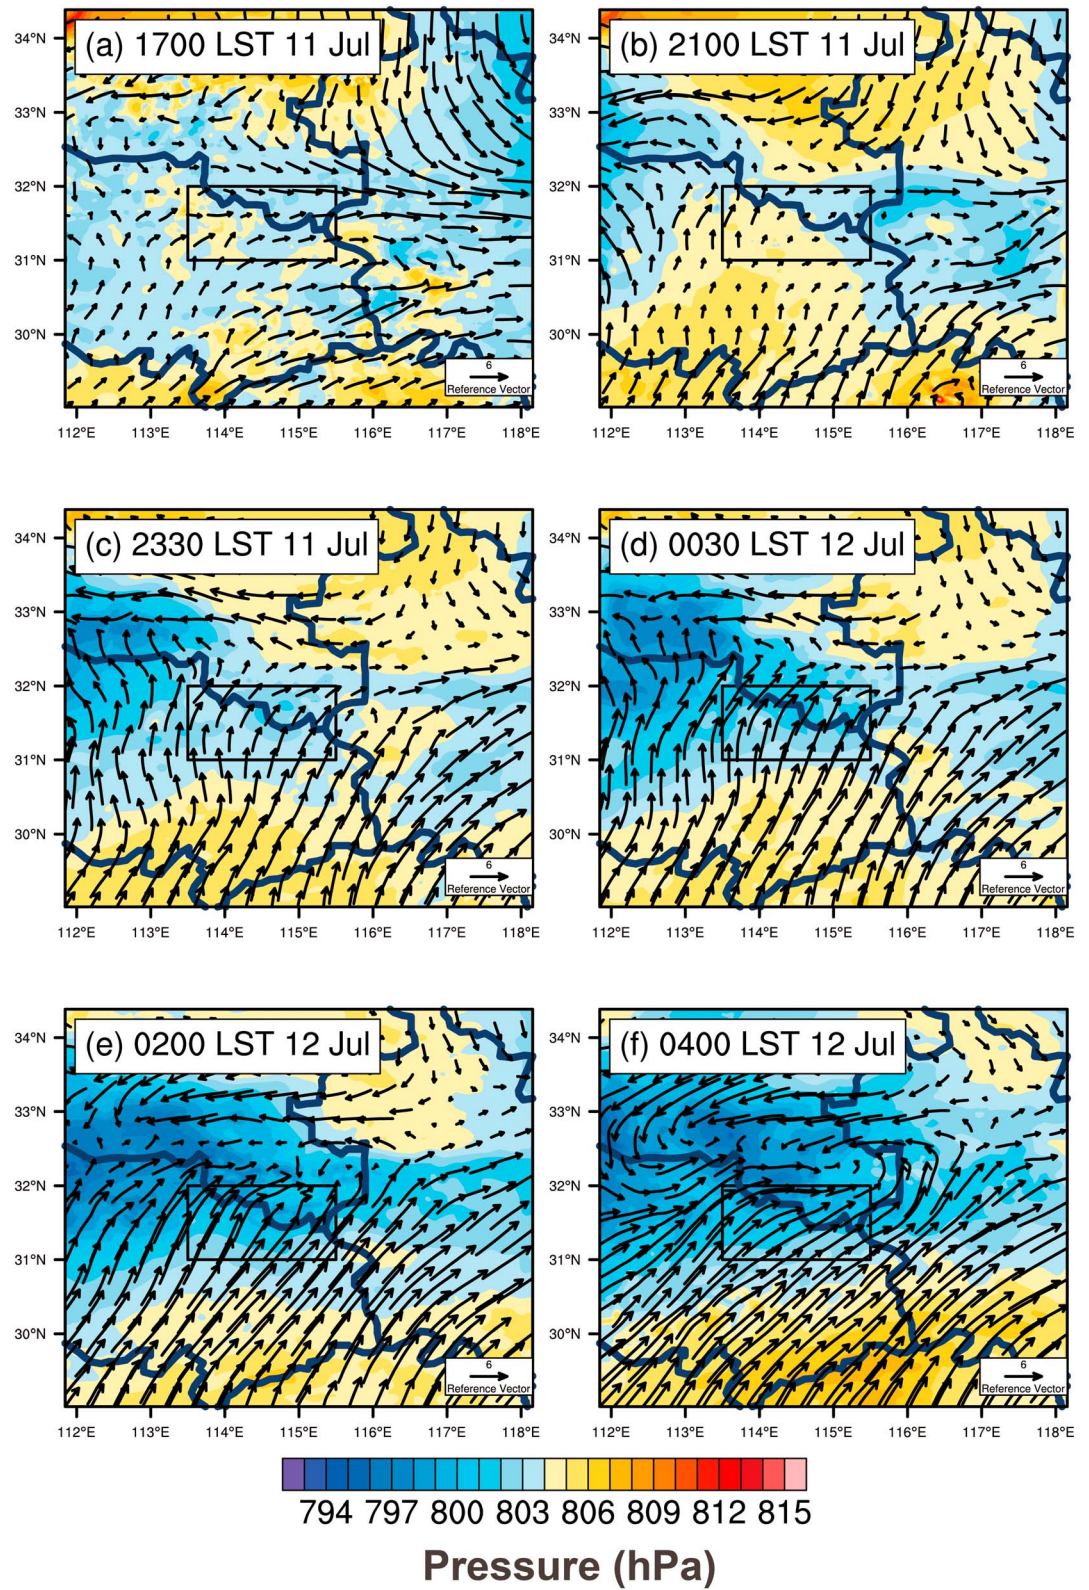 (a) 1700 LST 11 Jul
(b) 2100 LST 11 Jul
34°N
33°N
32°N
31°N
30°N
34°N
33°N
32°N
31°N
30°N
6
Reference Vector
6
Reference Vector
112°E 113°E 114°E 115°E 116°E 117°E 118°E
112°E 113°E 114°E 115°E 116°E 117°E 118°E
(c) 2330 LST 11 Jul
(d) 0030 LST 12 Jul
34°N
33°N
32°N
31°N
30°N
34°N
33°N
32°N
31°N
30°N
6
Reference Vector
6
Reference Vector
112°E 113°E 114°E 115°E 116°E 117°E 118°E
112°E 113°E 114°E 115°E 116°E 117°E 118°E
(e) 0200 LST 12 Jul
(f) 0400 LST 12 Jul
34°N
33°N
32°N
31°N
30°N
34°N
33°N
32°N
31°N
30°N
6
Reference Vector
6
Reference Vector
112°E 113°E 114°E 115°E 116°E 117°E 118°E
112°E 113°E 114°E 115°E 116°E 117°E 118°E
794 797 800 803 806 809 812 815
Pressure (hPa)